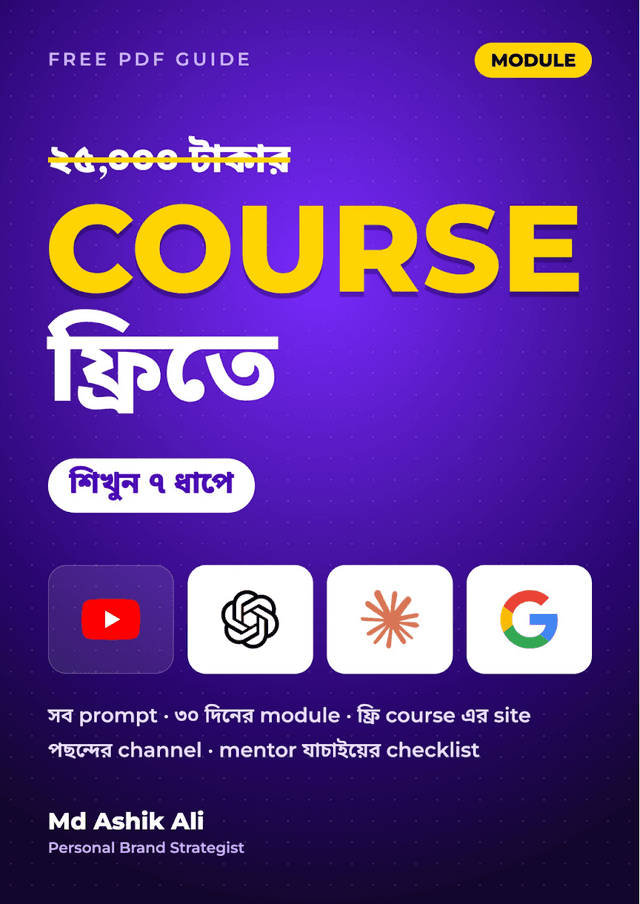 FREE PDF GUIDE
MODULE
২৫,০০০ টাকার
COURSE
ফ্রিতে
শিখুন ৭ ধাপে
সব prompt · ৩০ দিনের module · ফ্রি course এর site
পছন্দের channel · mentor যাচাইয়ের checklist
Md Ashik Ali
Personal Brand Strategist